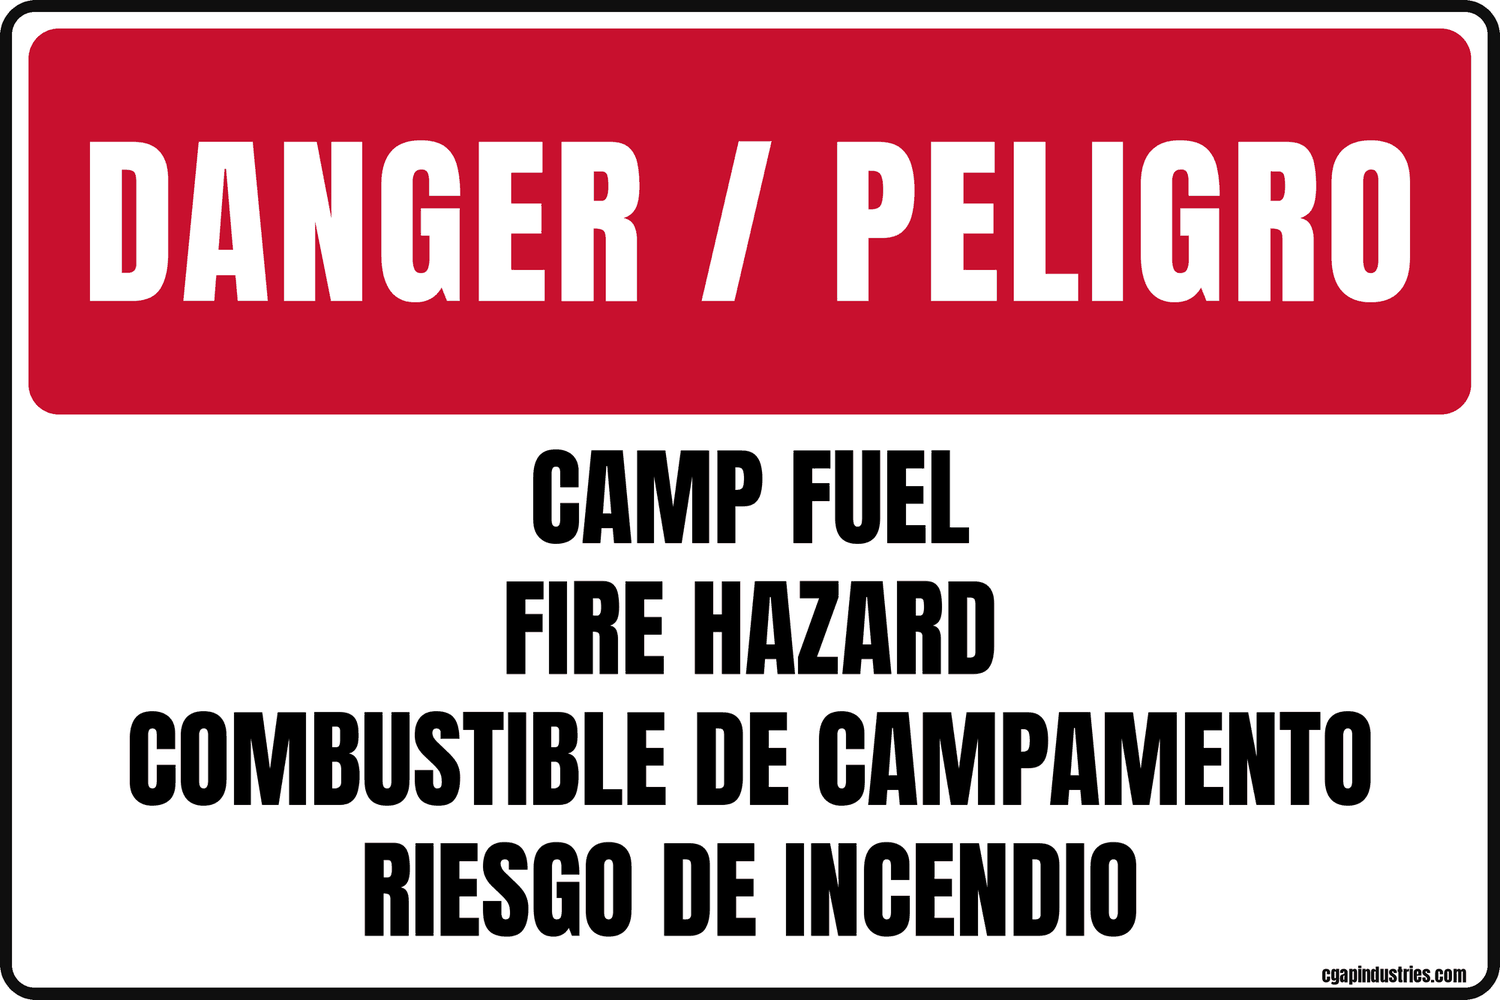 DANGER / PELIGRO
CAMP FUEL
FIRE HAZARD
COMBUSTIBLE DE CAMPAMENTO
RIESGO DE INCENDIO
cgapindustries.com